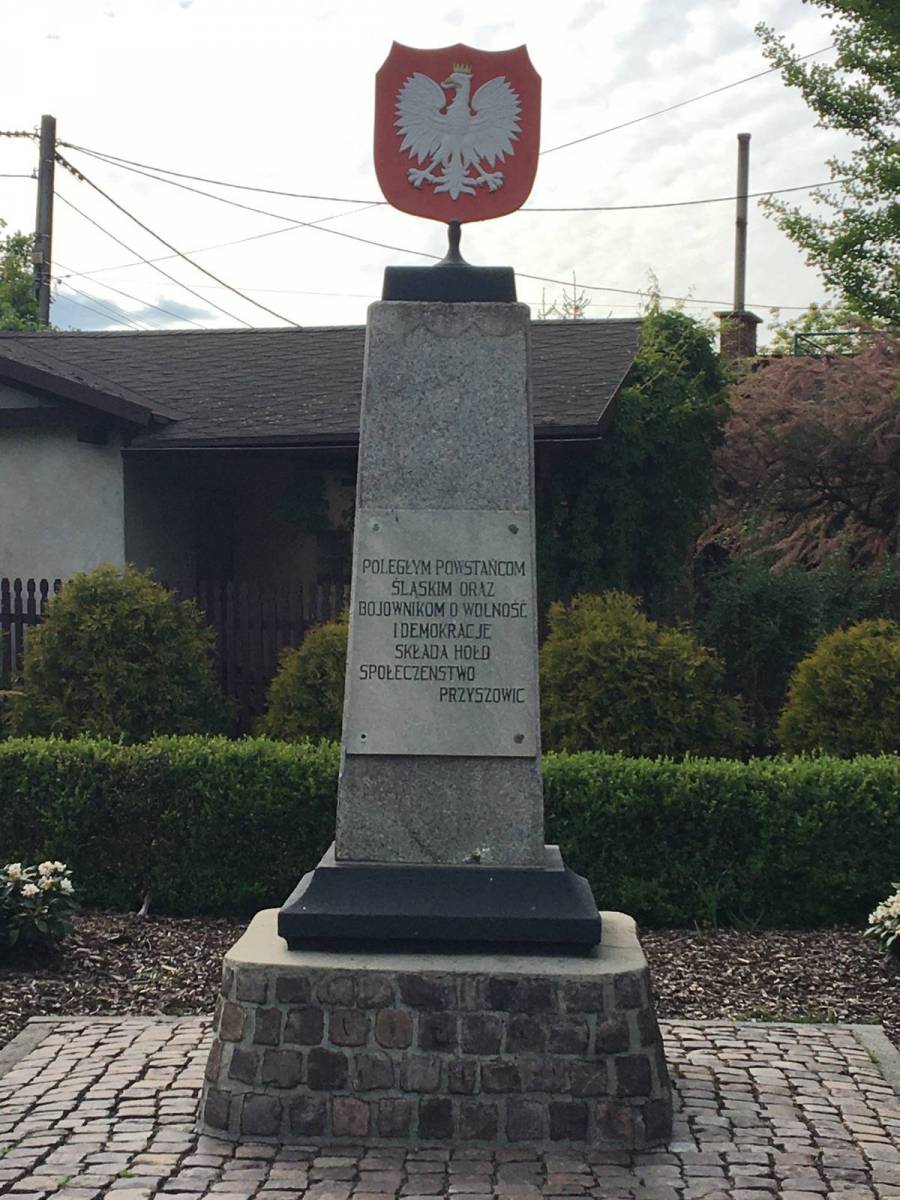 POLEGŁYM POWSTAŃCOM
ŚLĄSKIM ORAZ
BOJOWNIKOM O WOLNOŚĆ
I DEMOKRACJE
SKŁADA HOŁD
SPOŁECZEŃSTWO
PRZYSZOWIC